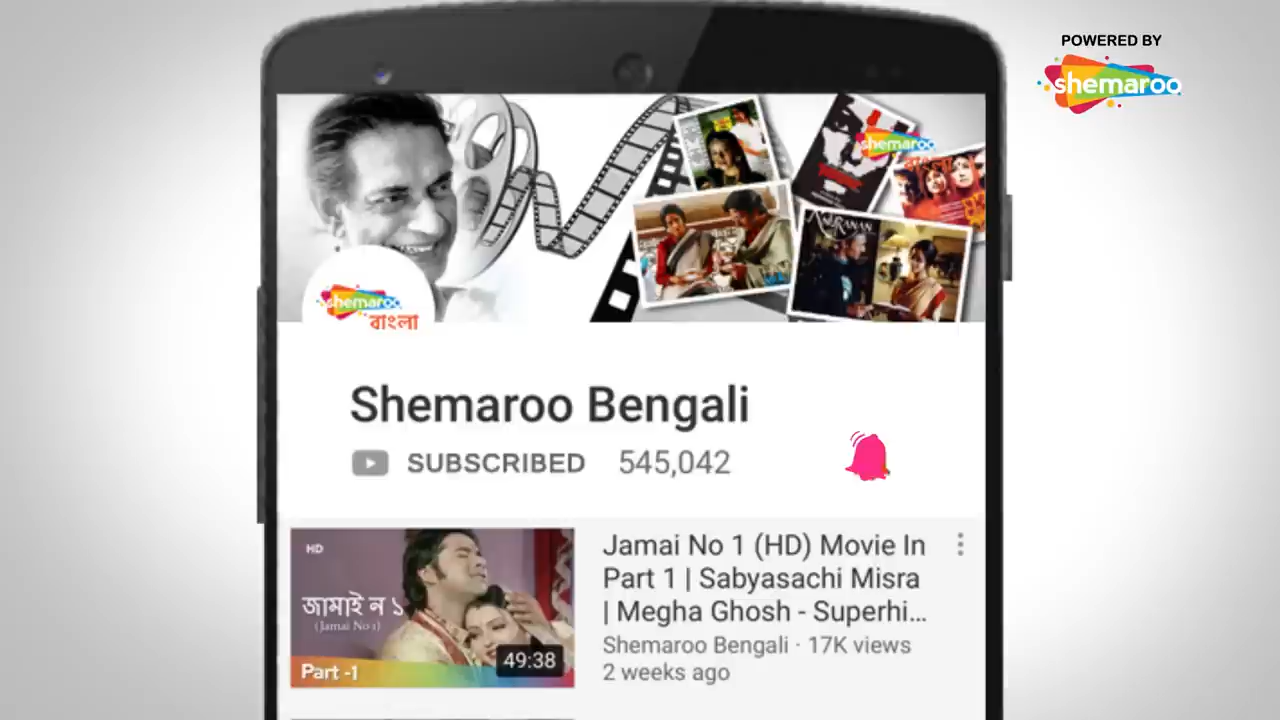 POWERED BY
shemaroo
shemaroo
বাংলা
ANURANAN
shemaroo
বাংলা
Shemaroo Bengali
SUBSCRIBED 545,042
HD
জামাই ন ১
(Jamai No 1)
Part -1
49:38
Jamai No 1 (HD) Movie In
Part 1 | Sabyasachi Misra
| Megha Ghosh - Superhi...
Shemaroo Bengali · 17K views
2 weeks ago